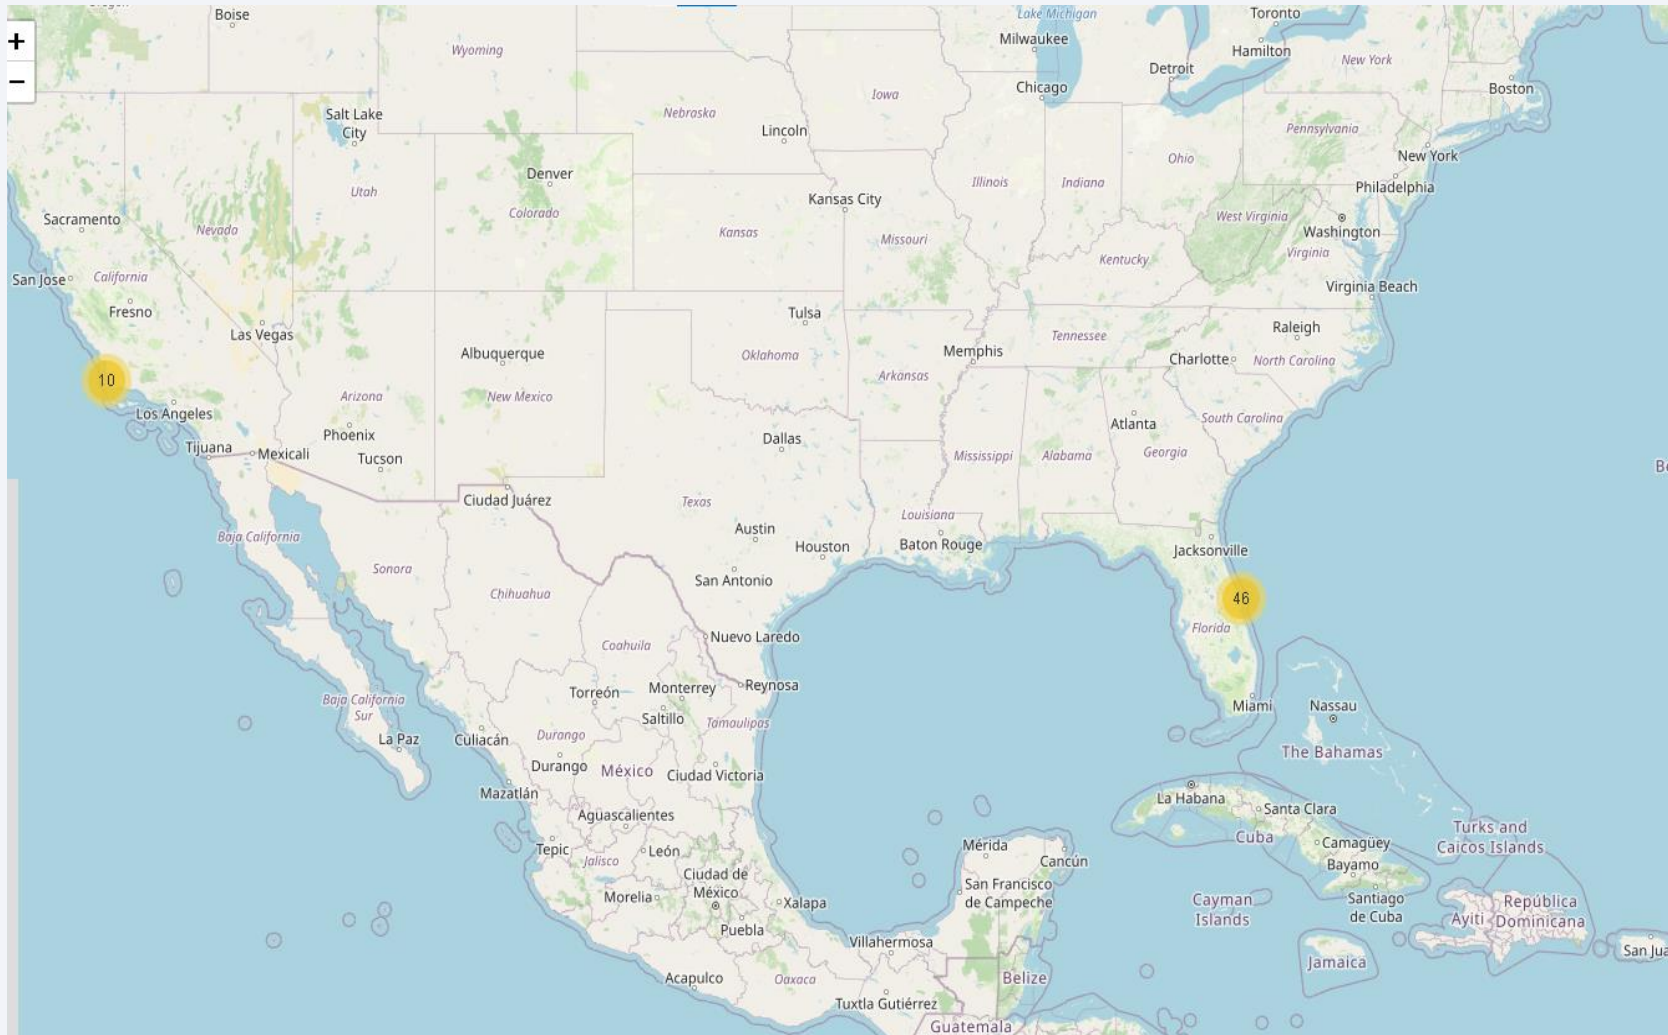 Boise
Lake Michigan
Toronto
+
Milwaukee
Wyoming
Hamilton
New York
Detroit
−
Chicago
Boston
Iowa
Nebraska
Salt Lake
City
Lincoln
Pennsylvania
New York
Ohio
Denver
Illinois
Indiana
Philadelphia
Utah
Kansas City
Colorado
West Virginia
Sacramento
Nevada
Kansas
Missouri
Washington
Virginia
Kentucky
San Jose
California
Virginia Beach
Fresno
Tulsa
Raleigh
Las Vegas
Tennessee
Albuquerque
Oklahoma
Memphis
Charlotte
North Carolina
10
Arkansas
Arizona
New Mexico
Los Angeles
South Carolina
Atlanta
Phoenix
Dallas
Tijuana
Mexicali
Tucson
Mississippi
Alabama
Georgia
Ciudad Juárez
Texas
Louisiana
Austin
Baja California
Houston
Baton Rouge
Jacksonville
Sonora
San Antonio
Chihuahua
46
Florida
Nuevo Laredo
Coahuila
Torreón
Monterrey
Reynosa
Baja California
Sur
Miami
Nassau
Saltillo
Tamaulipas
La Paz
Culiacán
Durango
The Bahamas
Durango
México
Ciudad Victoria
Mazatlán
La Habana
Santa Clara
Aguascalientes
Turks and
Caicos Islands
Cuba
Camagüey
Tepic
Jalisco
León
Mérida
Cancún
Bayamo
Ciudad de
México
San Francisco
de Campeche
Morelia
Xalapa
Cayman
Islands
Santiago
de Cuba
República
Dominicana
Ayiti
Puebla
Villahermosa
San Jua
Jamaica
Acapulco
Oaxaca
Belize
Tuxtla Gutiérrez
Guatemala